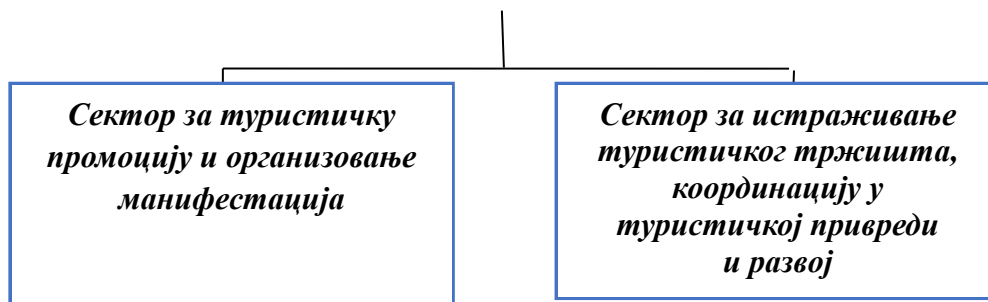 Сектор за туристичку
промоцију и организовање
манифестација
Сектор за истраживање
туристичког тржишта,
координацију у
туристичкој привреди
и развој